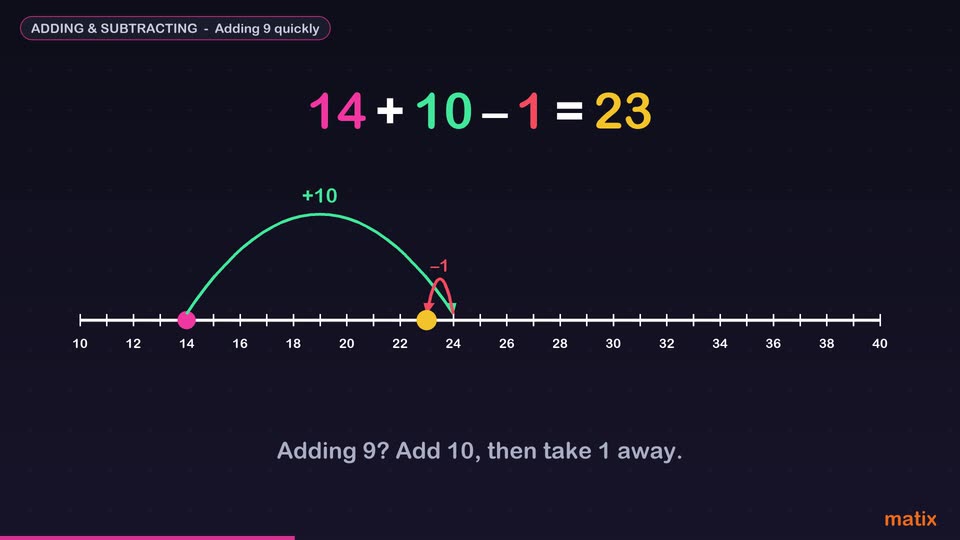 ADDING & SUBTRACTING - Adding 9 quickly
14 + 10 – 1 = 23
+10
–1
10 12 14 16 18 20 22 24 26 28 30 32 34 36 38 40
Adding 9? Add 10, then take 1 away.
matix